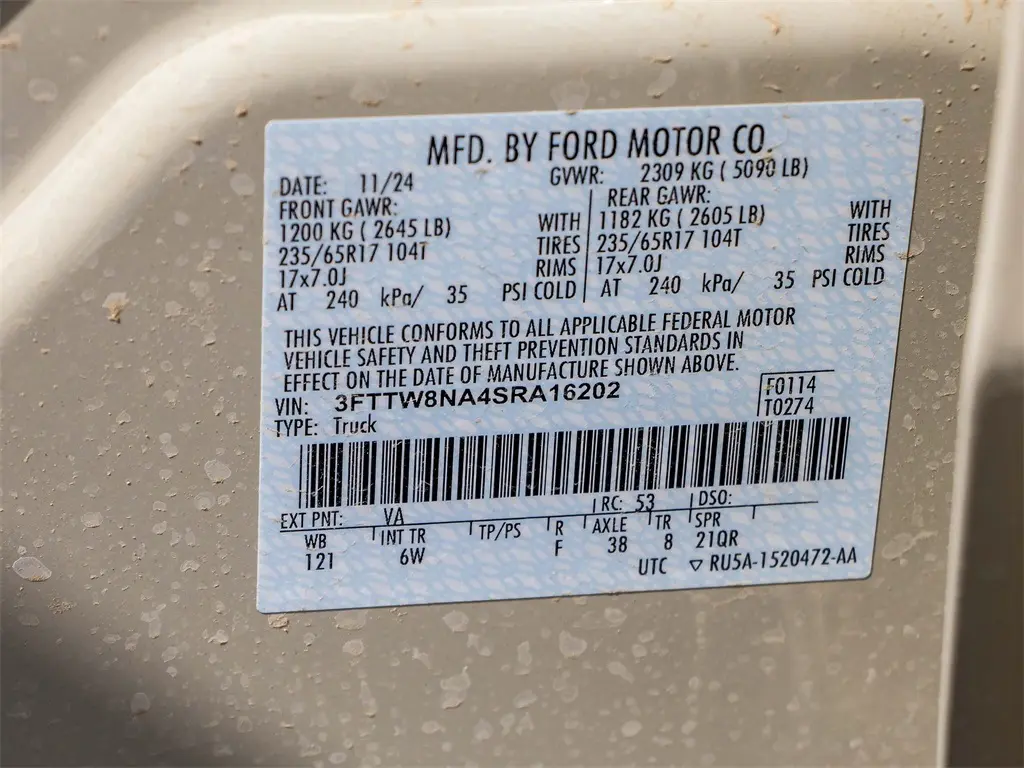 MFD. BY FORD MOTOR CO.
DATE: 11/24 GVWR: 2309 KG ( 5090 LB)
FRONT GAWR: REAR GAWR:
1200 KG ( 2645 LB) WITH 1182 KG ( 2605 LB) WITH
235/65R17 104T TIRES 235/65R17 104T TIRES
17x7.0J RIMS 17x7.0J RIMS
AT 240 kPa/ 35 PSI COLD AT 240 kPa/ 35 PSI COLD
THIS VEHICLE CONFORMS TO ALL APPLICABLE FEDERAL MOTOR
VEHICLE SAFETY AND THEFT PREVENTION STANDARDS IN
EFFECT ON THE DATE OF MANUFACTURE SHOWN ABOVE.
VIN: 3FTTW8NA4SRA16202 F0114
TYPE: Truck T0274
EXT PNT: VA RC: 53 DSO:
WB INT TR TP/PS R AXLE TR SPR
121 6W F 38 8 21QR
UTC ▽ RU5A-1520472-AA